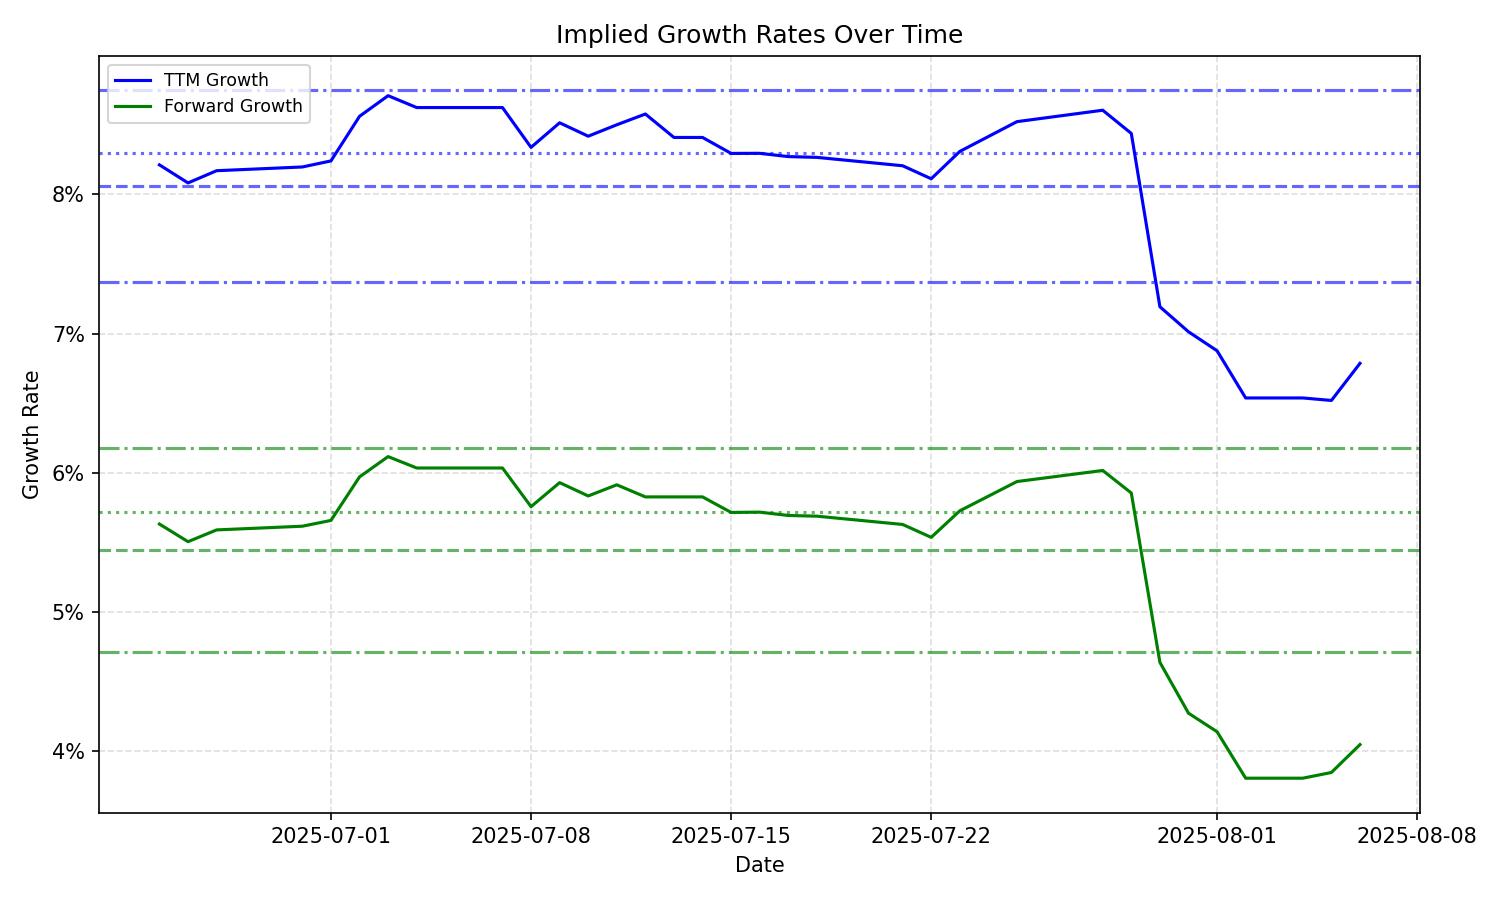 Implied Growth Rates Over Time
TTM Growth
Forward Growth
8%
7%
6%
5%
4%
Growth Rate
2025-07-01
2025-07-08
2025-07-15
2025-07-22
2025-08-01
2025-08-08
Date